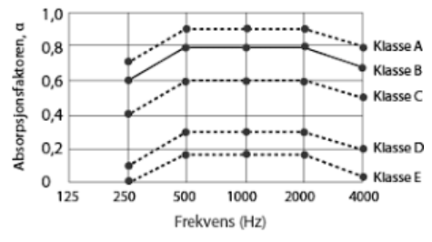 Absorpsjonsfaktoren, α
1,0
0,8
0,6
0,4
0,2
0
125 250 500 1000 2000 4000
Frekvens (Hz)
Klasse A
Klasse B
Klasse C
Klasse D
Klasse E